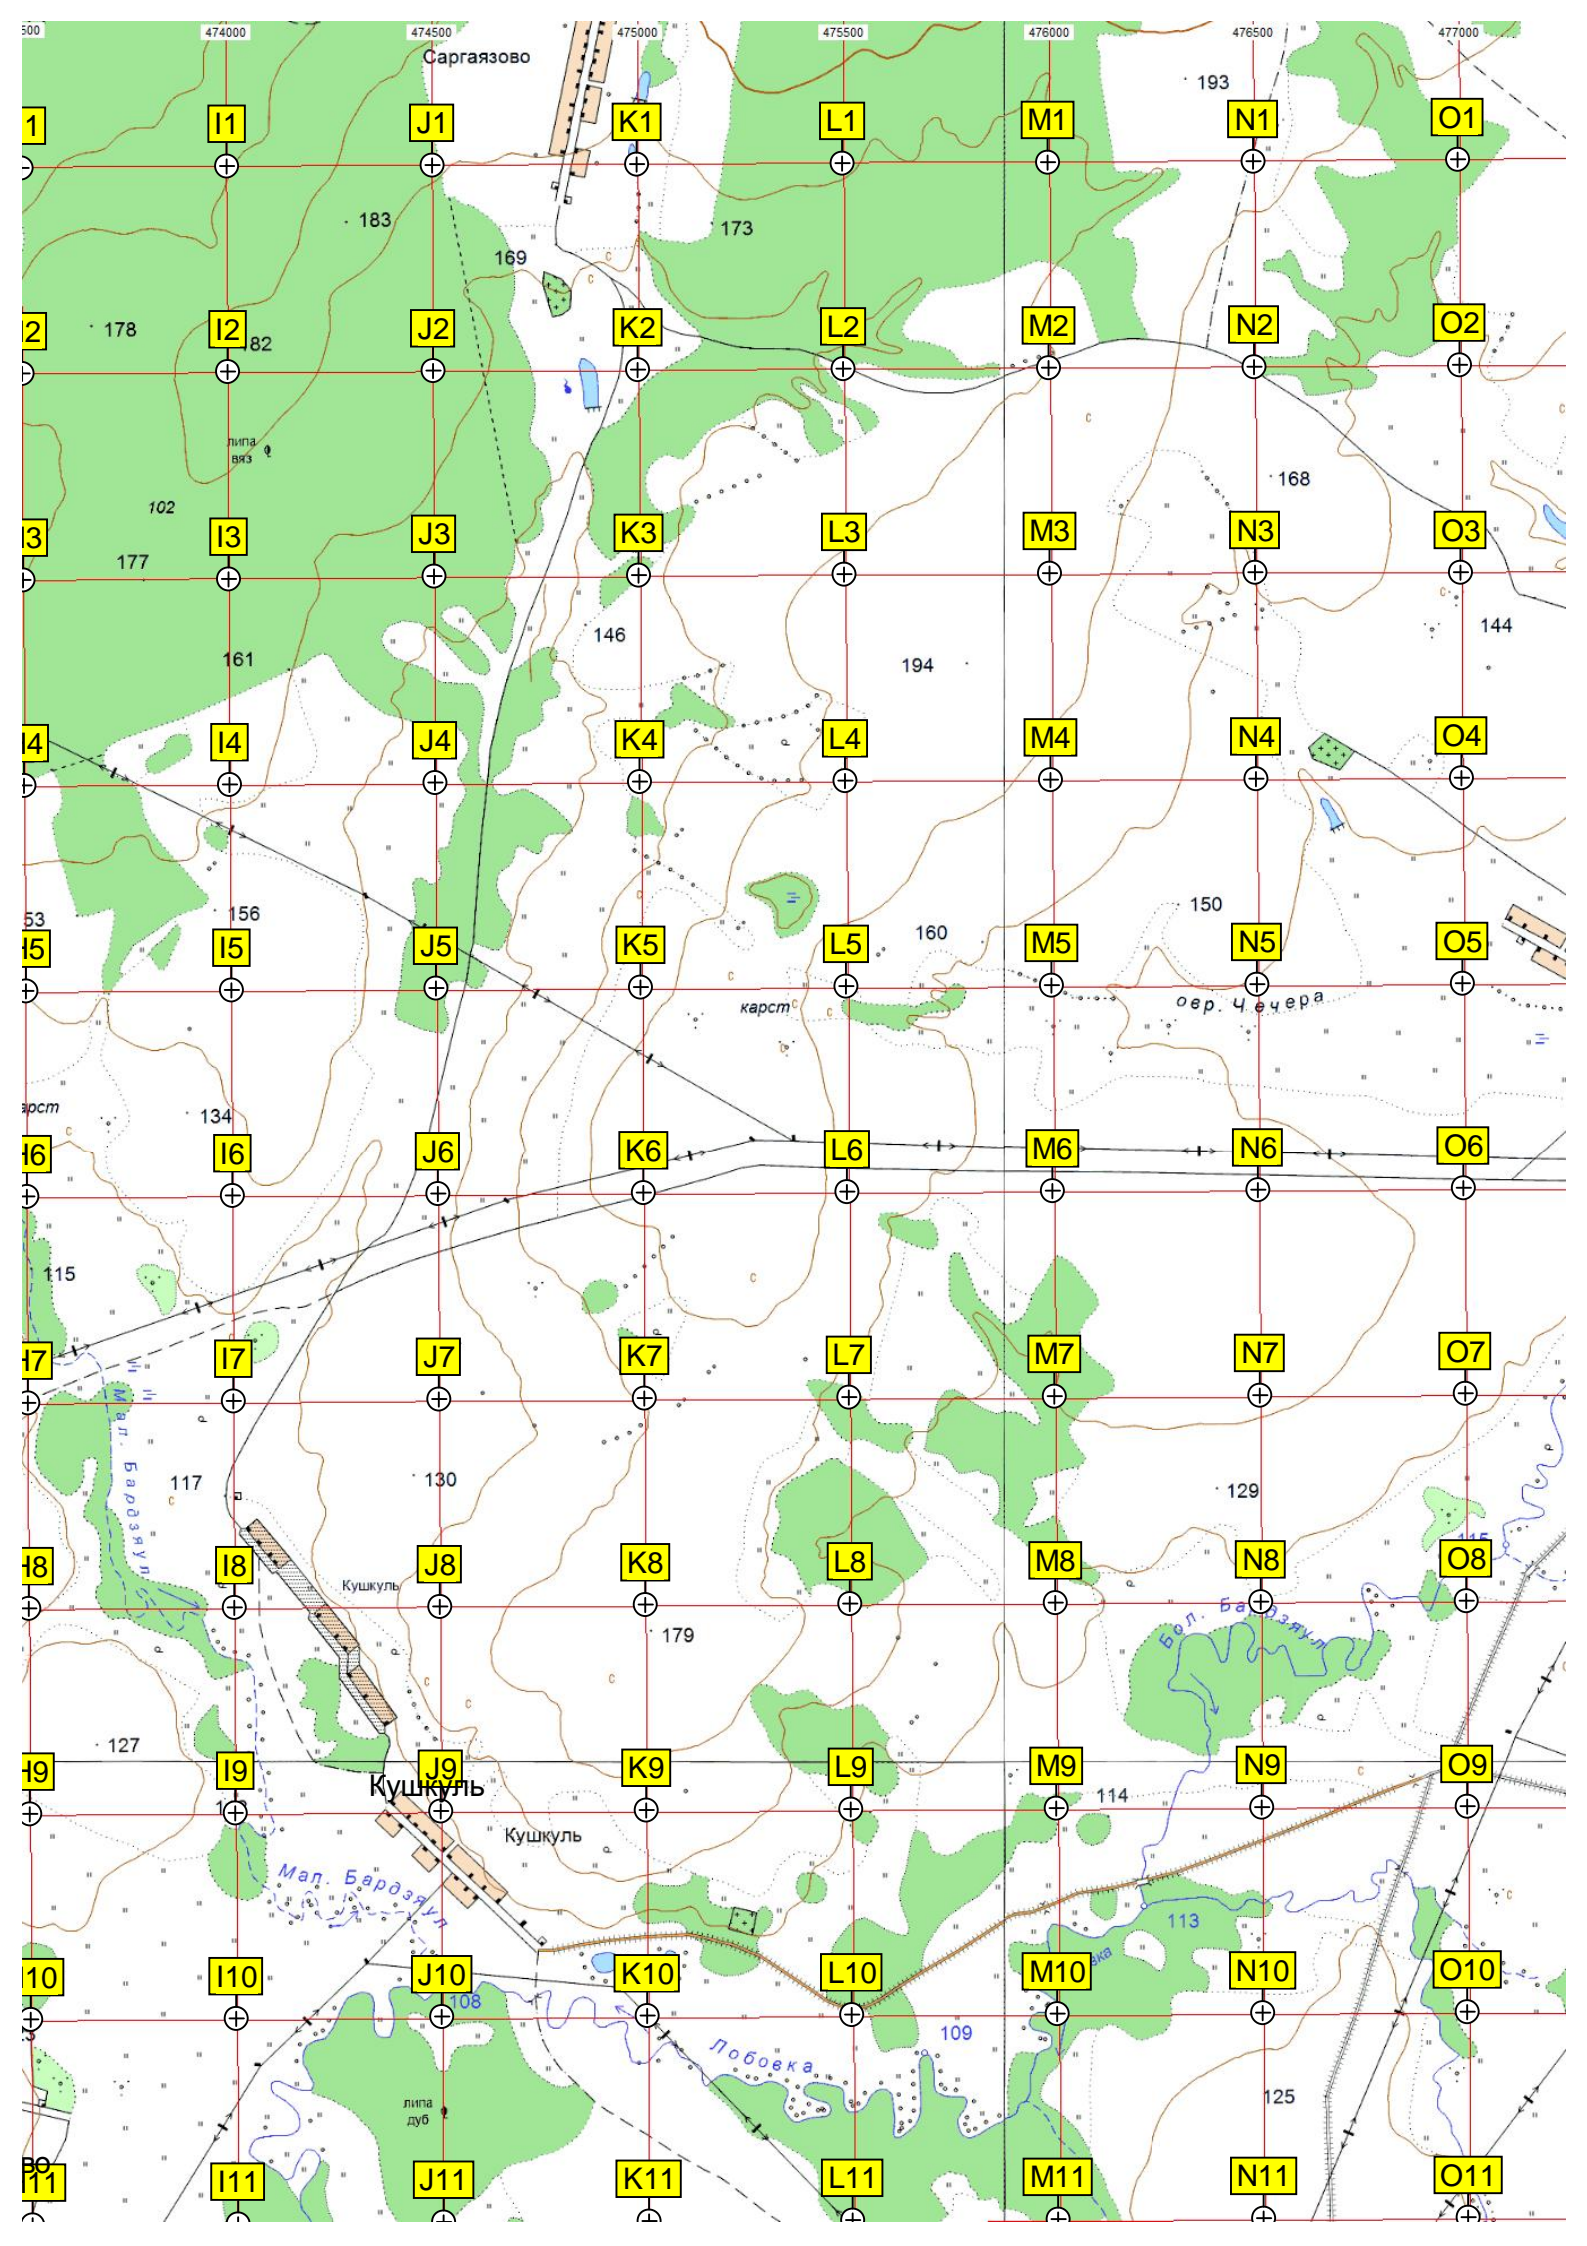 474000 474500 475000 475500 476000 476500 477000
Саргаязово
193
I1 J1 K1 L1 M1 N1 O1
183
173
169
178
I2 J2 K2 L2 M2 N2 O2
липа
вяз
102
168
177
I3 J3 K3 L3 M3 N3 O3
146
144
161
194
I4 J4 K4 L4 M4 N4 O4
156
150
160
I5 J5 K5 L5 M5 N5 O5
карст
овр. Чечера
134
I6 J6 K6 L6 M6 N6 O6
115
I7 J7 K7 L7 M7 N7 O7
Мал. Бардзяул
117
130
129
H8 I8 J8 K8 L8 M8 N8 O8
Кушкуль
Бол. Бардзяул
179
127
I9 J9 K9 L9 M9 N9 O9
Кушкуль
114
Кушкуль
Мал. Бардзяул
113
I10 J10 K10 L10 M10 N10 O10
108
109
Лобовка
125
липа
дуб
I11 J11 K11 L11 M11 N11 O11